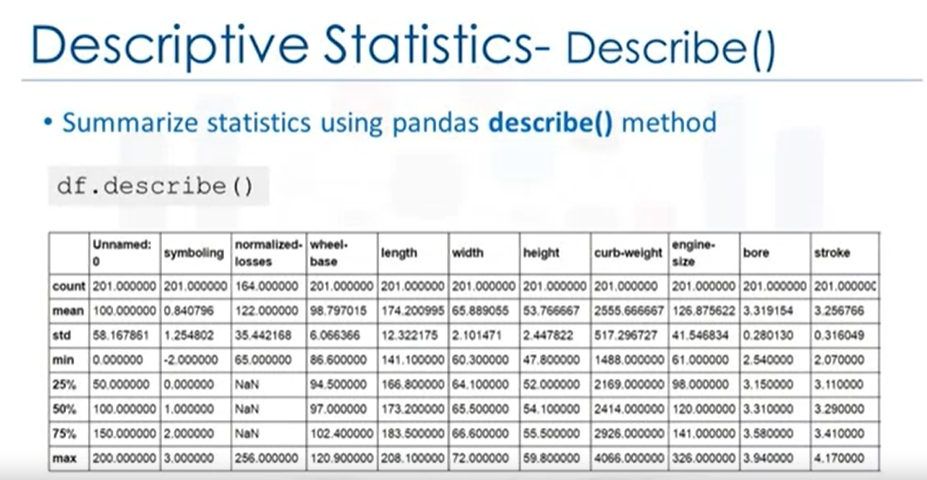 Descriptive Statistics- Describe()
• Summarize statistics using pandas describe() method
df.describe()
Unnamed: 0 symboling normalized-losses wheel-base length width height curb-weight engine-size bore stroke
count 201.000000 201.000000 164.000000 201.000000 201.000000 201.000000 201.000000 201.000000 201.000000 201.000000 201.000000
mean 100.000000 0.840796 122.000000 98.797015 174.200995 65.889055 53.766667 2555.666667 126.875622 3.319154 3.256766
std 58.167861 1.254802 35.442168 6.066366 12.322175 2.101471 2.447822 517.296727 41.546834 0.280130 0.316049
min 0.000000 -2.000000 65.000000 86.600000 141.100000 60.300000 47.800000 1488.000000 61.000000 2.540000 2.070000
25% 50.000000 0.000000 NaN 94.500000 166.800000 64.100000 52.000000 2169.000000 98.000000 3.150000 3.110000
50% 100.000000 1.000000 NaN 97.000000 173.200000 65.500000 54.100000 2414.000000 120.000000 3.310000 3.290000
75% 150.000000 2.000000 NaN 102.400000 183.500000 66.600000 55.500000 2926.000000 141.000000 3.580000 3.410000
max 200.000000 3.000000 256.000000 120.900000 208.100000 72.000000 59.800000 4066.000000 326.000000 3.940000 4.170000